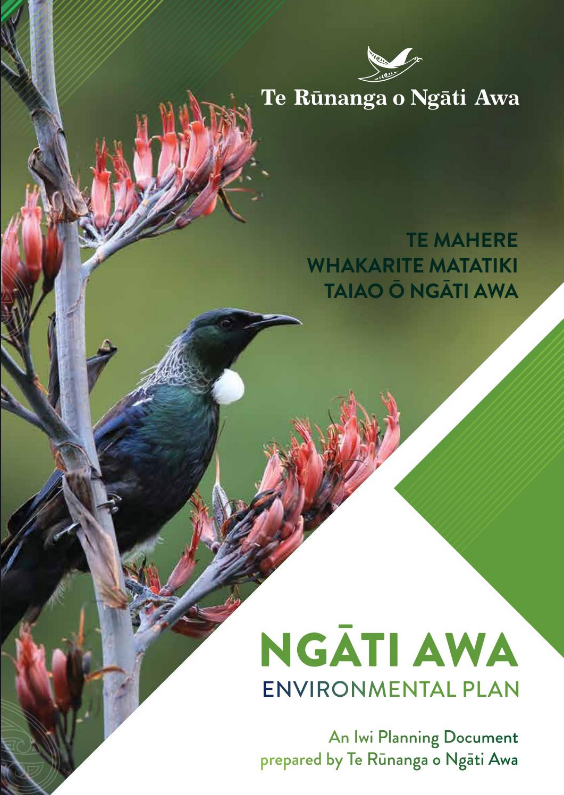 Te Rūnanga o Ngāti Awa
TE MAHERE
WHAKARITE MATATIKI
TAIAO Ō NGĀTI AWA
NGĀTI AWA
ENVIRONMENTAL PLAN
An Iwi Planning Document
prepared by Te Rūnanga o Ngāti Awa